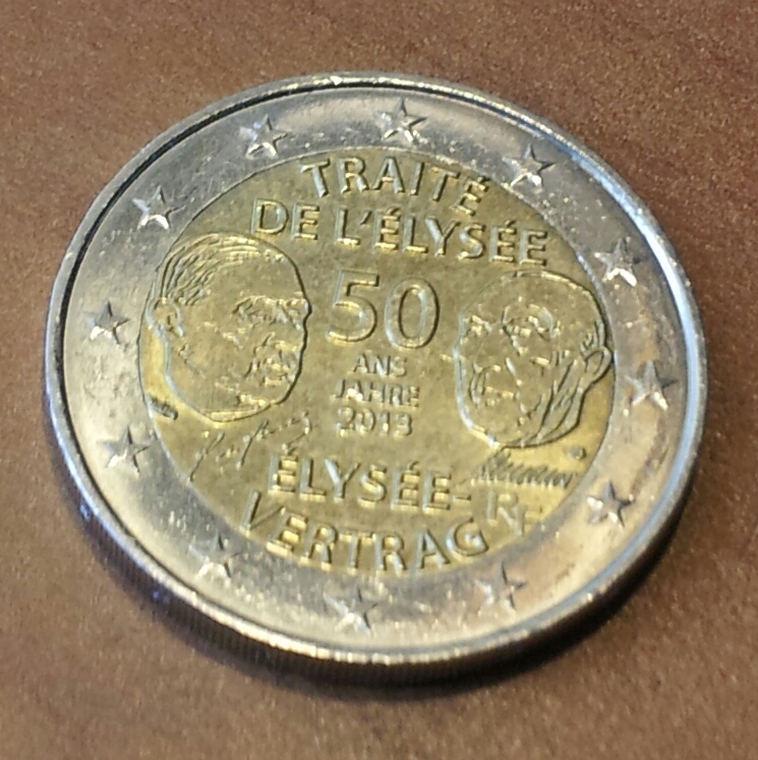 TRAITÉ
DE L'ÉLYSÉE
50
ANS
JAHRE
2013
ÉLYSÉE-
VERTRAG
RF